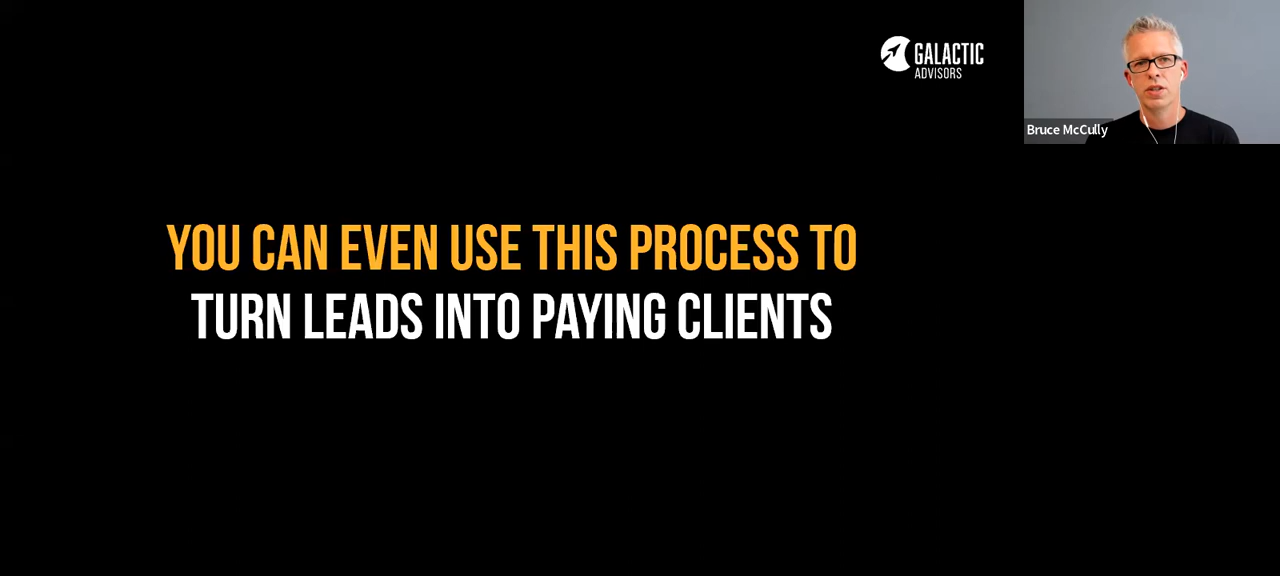 GALACTIC
ADVISORS
Bruce McCully
YOU CAN EVEN USE THIS PROCESS TO
TURN LEADS INTO PAYING CLIENTS